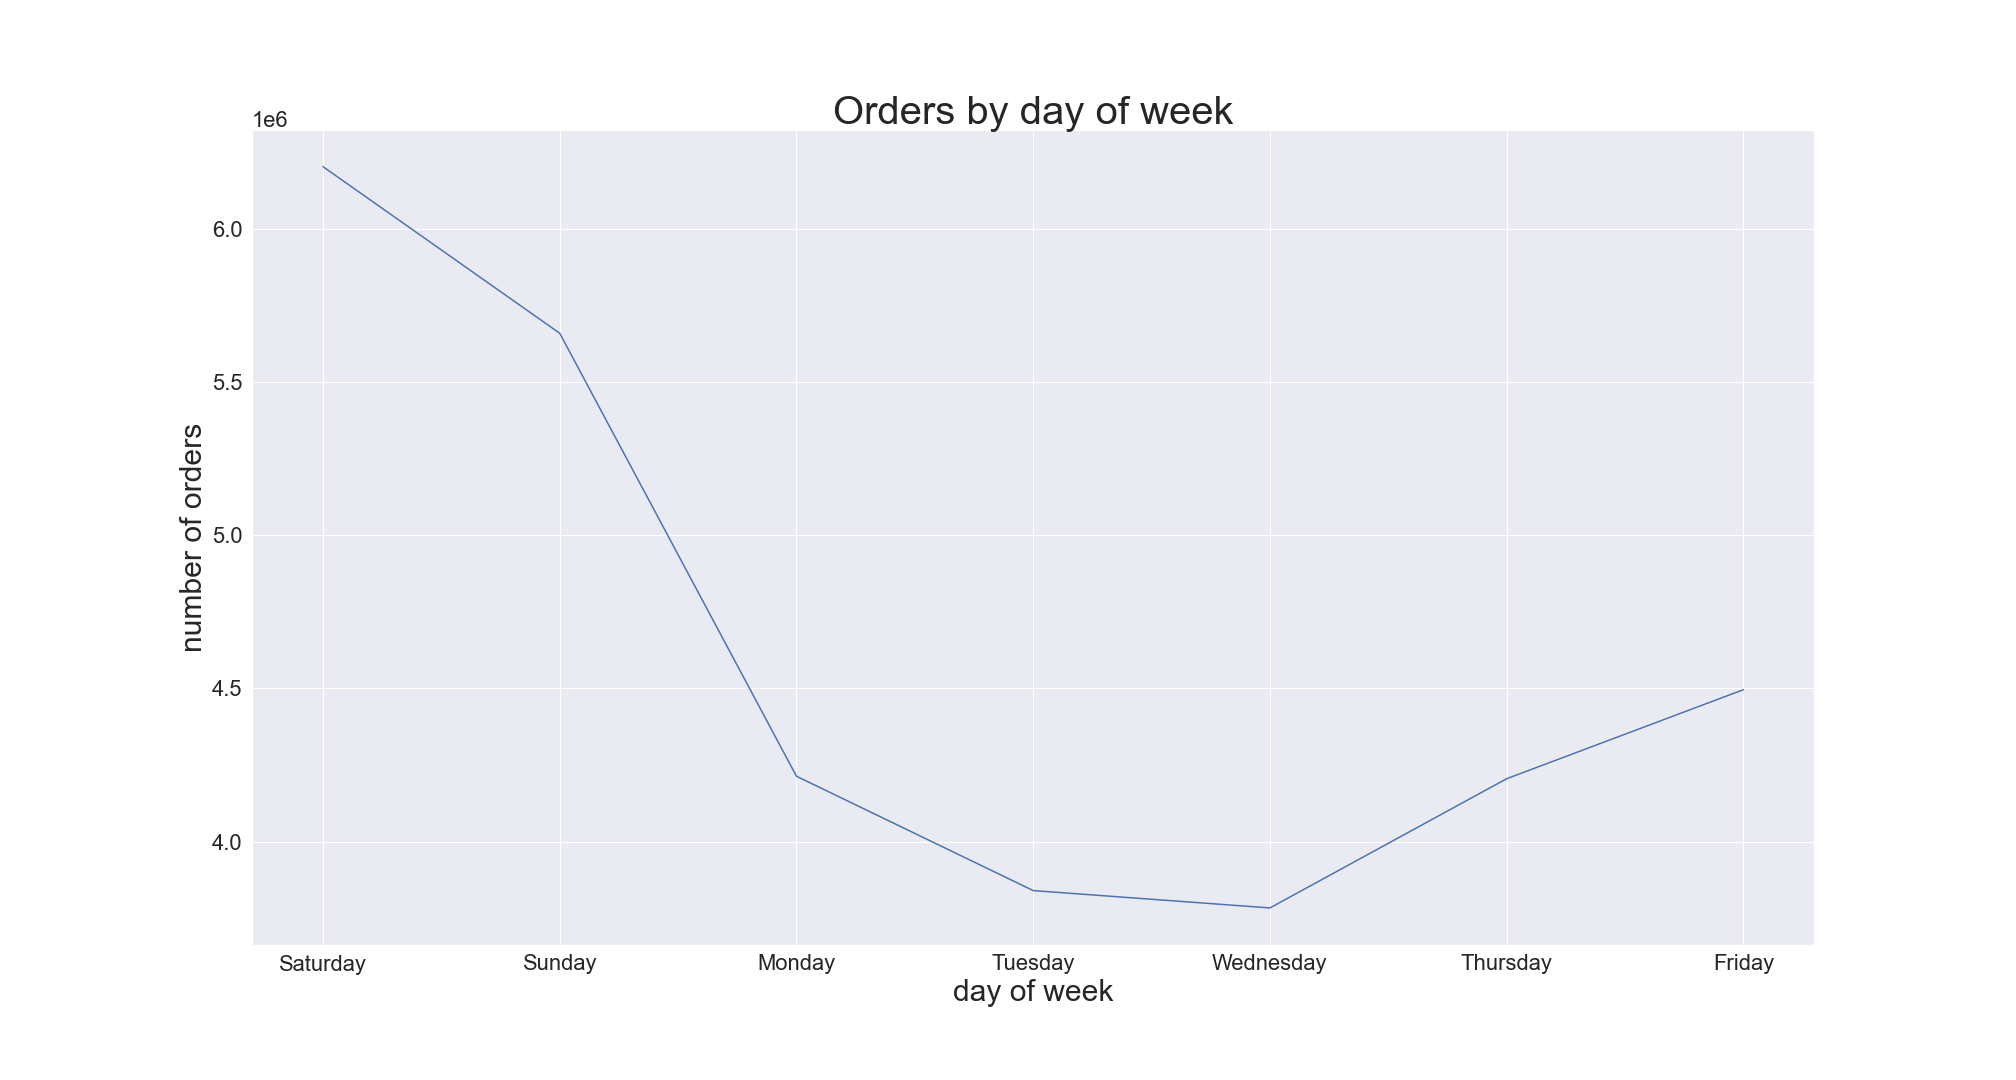 Orders by day of week
1e6
6.0
5.5
5.0
4.5
4.0
number of orders
Saturday Sunday Monday Tuesday Wednesday Thursday Friday
day of week